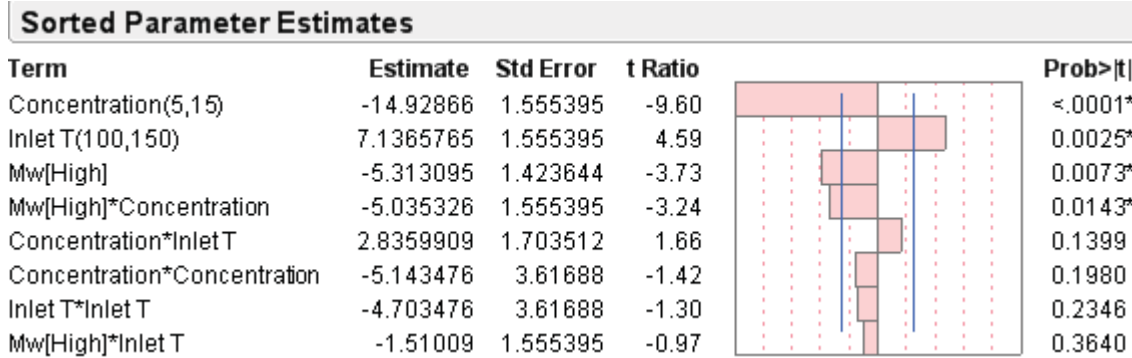 Sorted Parameter Estimates
Term Estimate Std Error t Ratio Prob>|t|
Concentration(5,15) -14.92866 1.555395 -9.60 <.0001*
Inlet T(100,150) 7.1365765 1.555395 4.59 0.0025*
Mw[High] -5.313095 1.423644 -3.73 0.0073*
Mw[High]*Concentration -5.035326 1.555395 -3.24 0.0143*
Concentration*Inlet T 2.8359909 1.703512 1.66 0.1399
Concentration*Concentration -5.143476 3.61688 -1.42 0.1980
Inlet T*Inlet T -4.703476 3.61688 -1.30 0.2346
Mw[High]*Inlet T -1.51009 1.555395 -0.97 0.3640